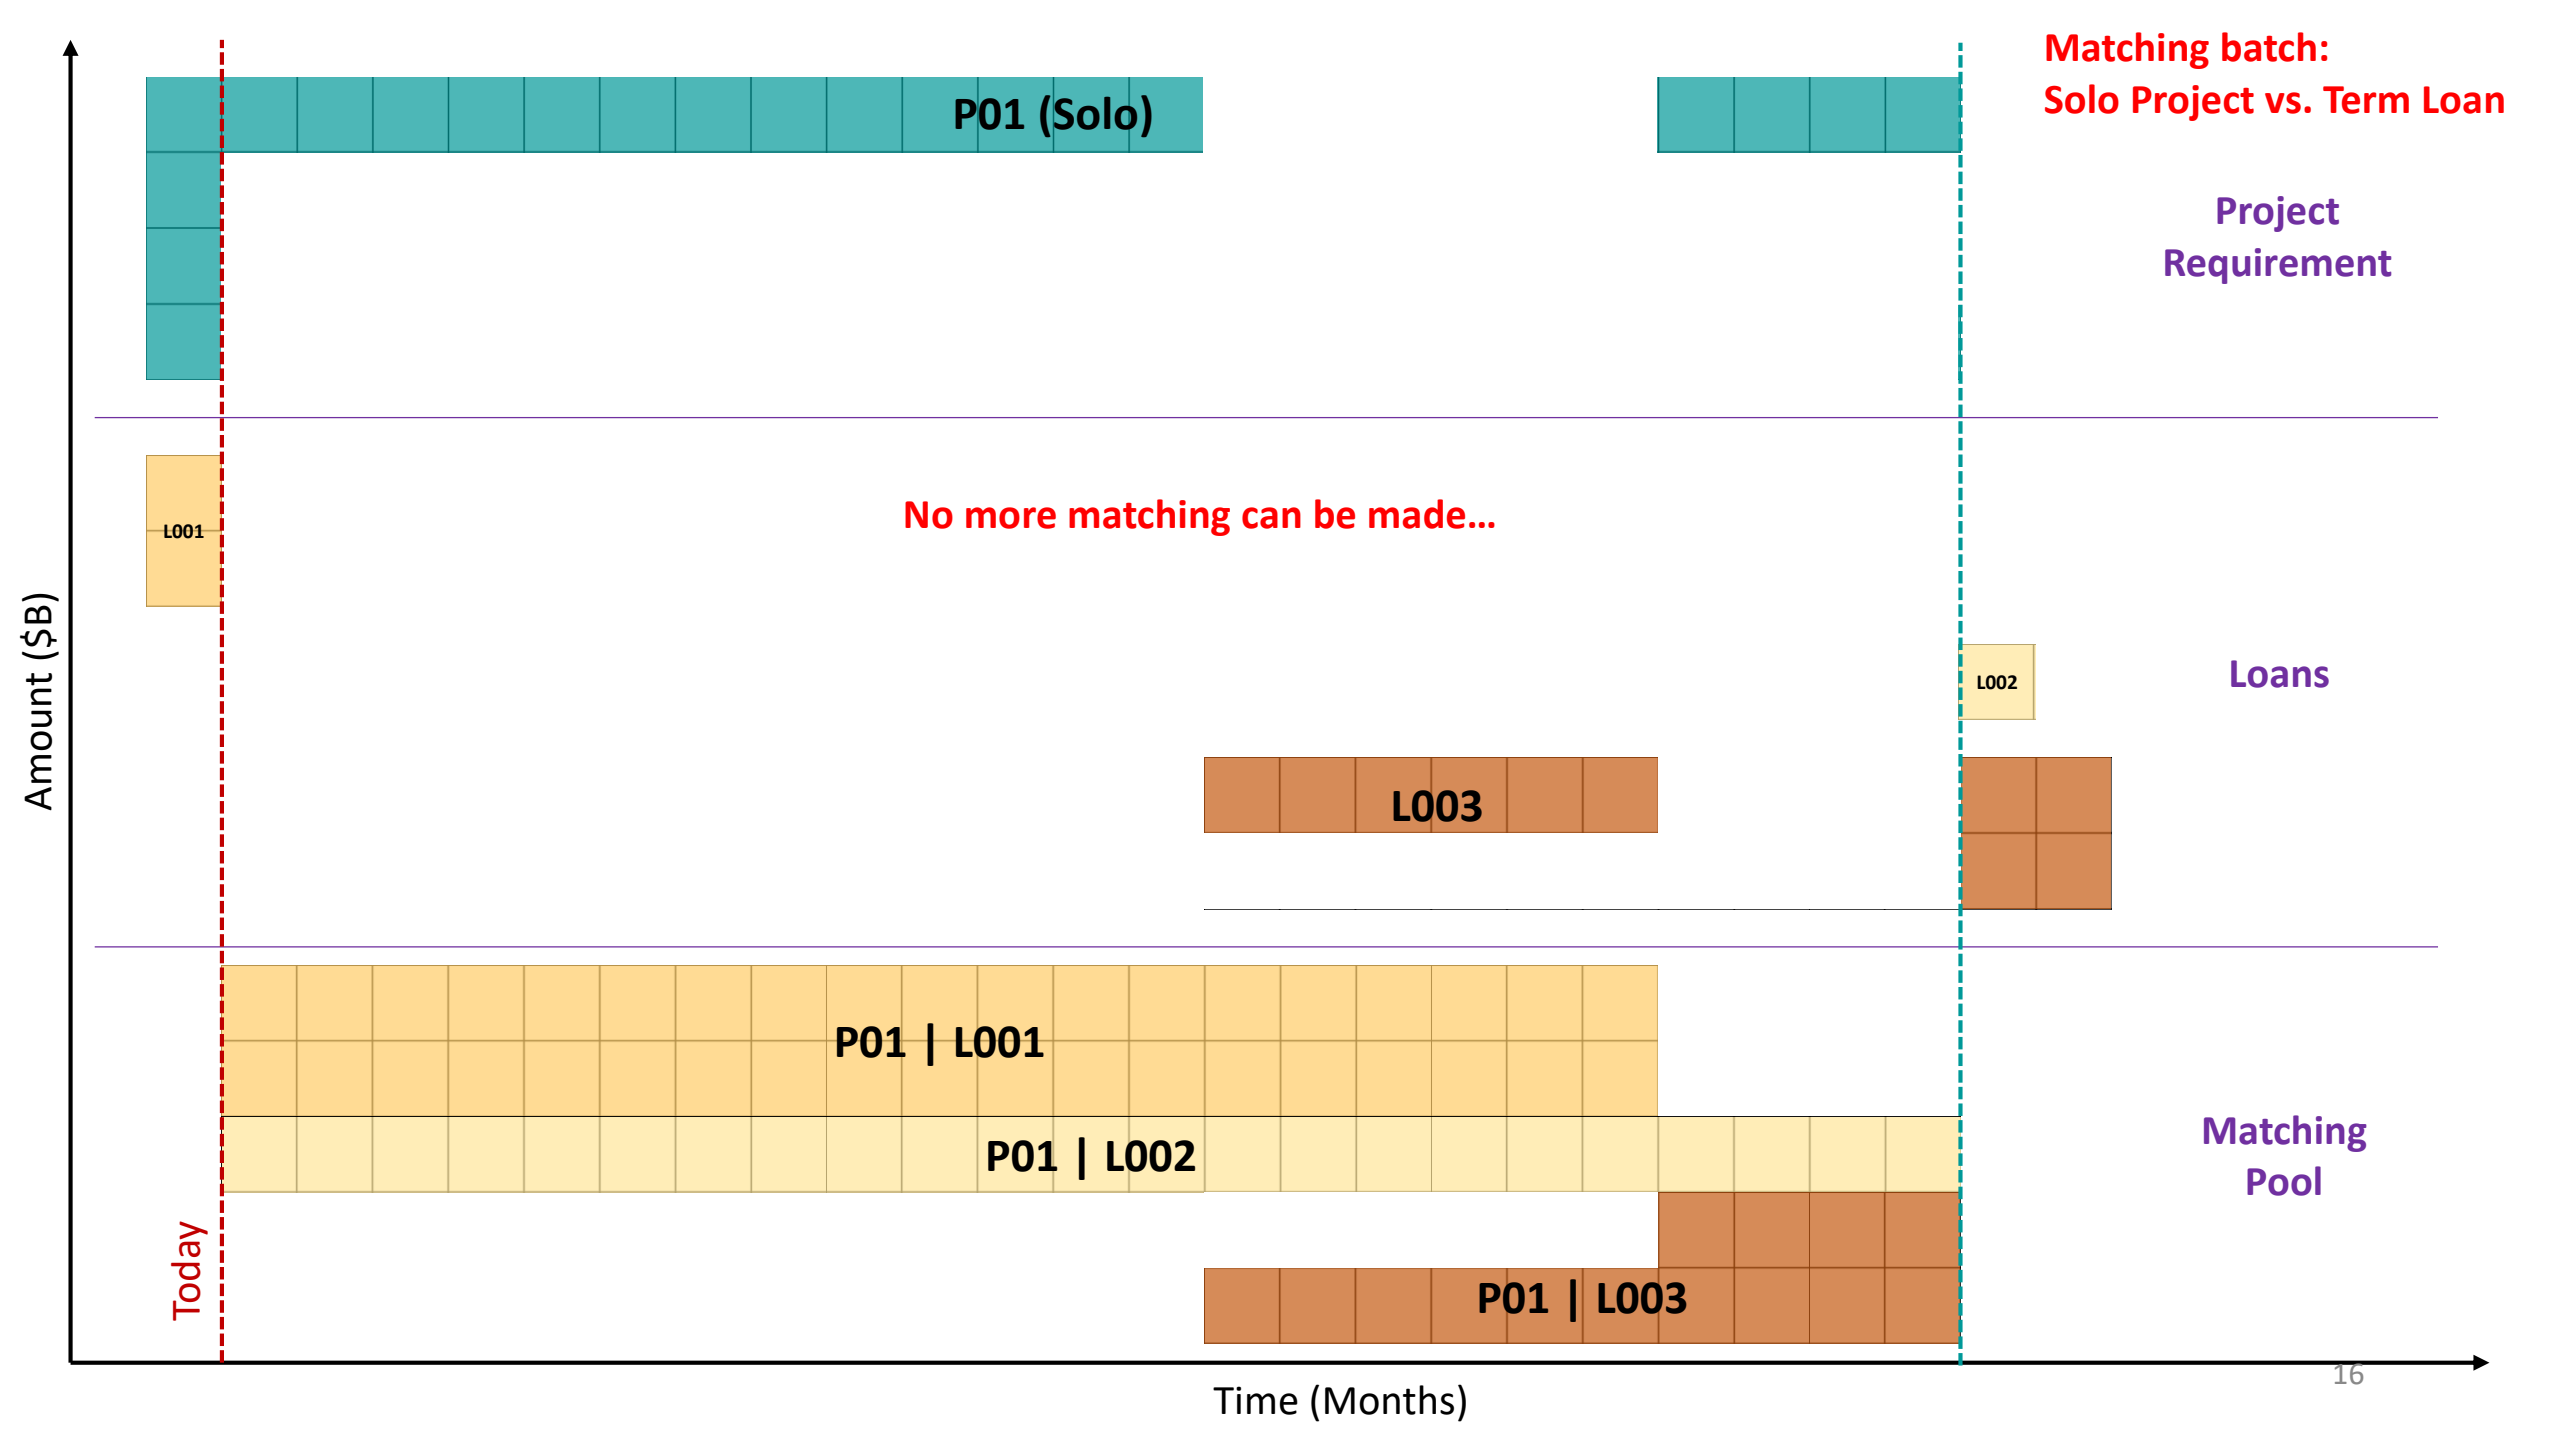 Matching batch:
Solo Project vs. Term Loan
P01 (Solo)
Project
Requirement
L001
No more matching can be made...
L002
Loans
L003
Amount ($B)
P01 | L001
P01 | L002
Matching
Pool
P01 | L003
Today
16
Time (Months)